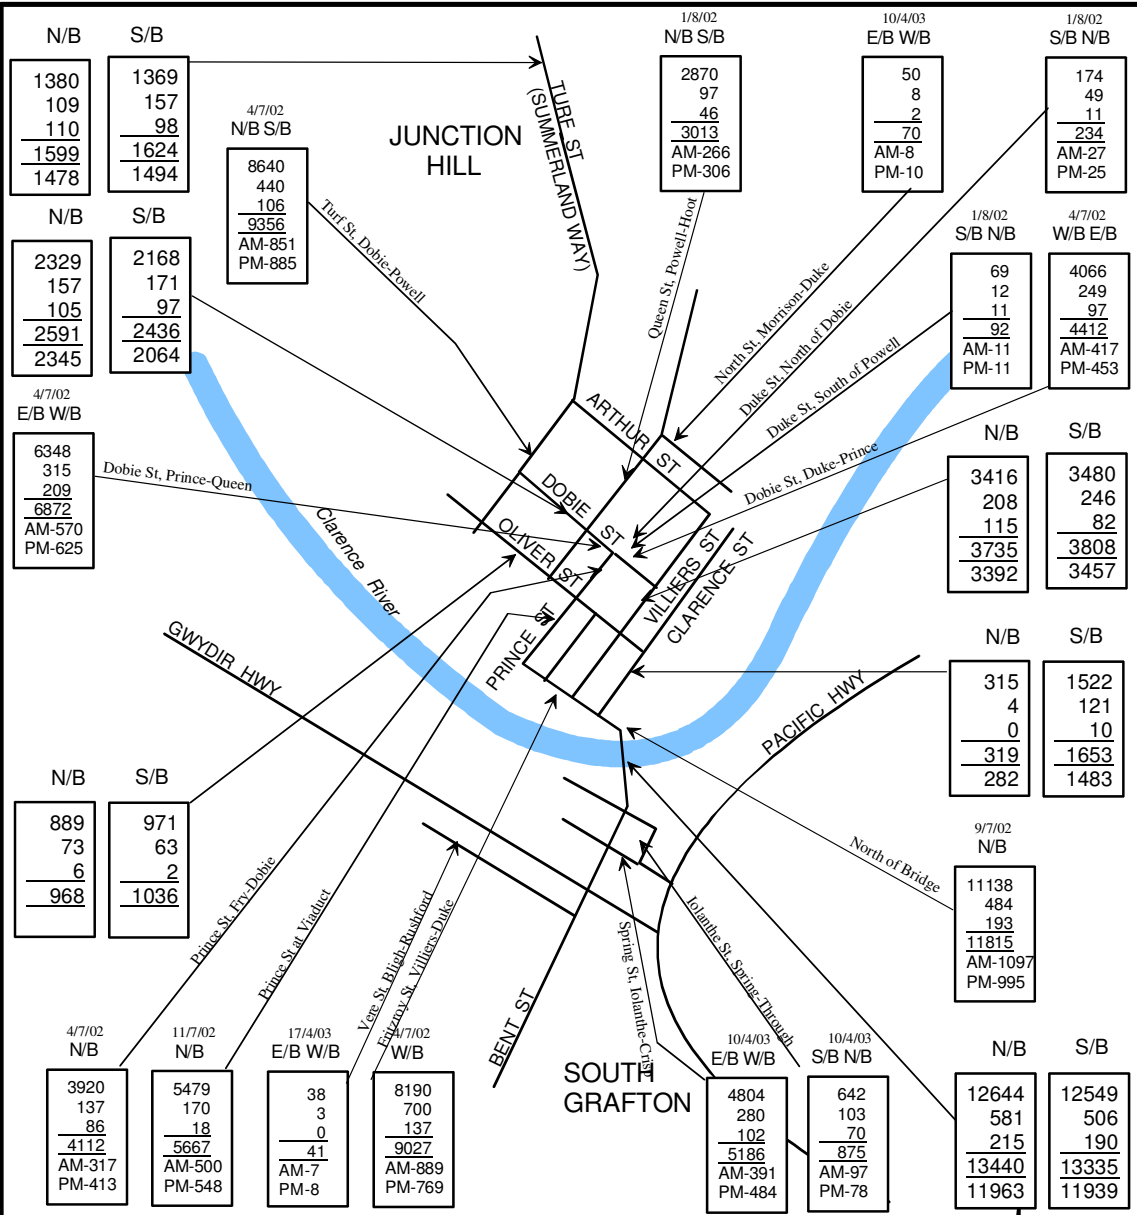 N/B S/B
1380 1369
109 157
110 98
1599 1624
1478 1494
N/B S/B
2329 2168
157 171
105 97
2591 2436
2345 2064
4/7/02
N/B S/B
8640
440
106
9356
AM-851
PM-885
JUNCTION
HILL
TURF ST
(SUMMERLAND WAY)
1/8/02
N/B S/B
2870
97
46
3013
AM-266
PM-306
10/4/03
E/B W/B
50
8
2
70
AM-8
PM-10
1/8/02
S/B N/B
174
49
11
234
AM-27
PM-25
1/8/02
S/B N/B
69
12
11
92
AM-11
PM-11
4/7/02
W/B E/B
4066
249
97
4412
AM-417
PM-453
4/7/02
E/B W/B
6348
315
209
6872
AM-570
PM-625
Turf St, Dobie-Powell
Queen St, Powell-Hoot
North St, Morrison-Duke
Duke St, North of Dobie
Duke St, South of Powell
Dobie St, Duke-Prince
Dobie St, Prince-Queen
Clarence River
ARTHUR ST
DOBIE ST
OLIVER ST
PRINCE ST
VILLIERS ST
CLARENCE ST
GWYDIR HWY
PACIFIC HWY
N/B S/B
3416 3480
208 246
115 82
3735 3808
3392 3457
N/B S/B
315 1522
4 121
0 10
319 1653
282 1483
N/B S/B
889 971
73 63
6 2
968 1036
9/7/02
N/B
11138
484
193
11815
AM-1097
PM-995
North of Bridge
Prince St, Fry-Dobie
Prince St at Viaduct
Vere St, Bligh-Rushford
Fritzroy St, Villiers-Duke
Spring St, Iolanthe-Crisp
Iolanthe St, Spring-Through
BENT ST
SOUTH
GRAFTON
4/7/02
N/B
3920
137
86
4112
AM-317
PM-413
11/7/02
N/B
5479
170
18
5667
AM-500
PM-548
17/4/03
E/B W/B
38
3
0
41
AM-7
PM-8
4/7/02
W/B
8190
700
137
9027
AM-889
PM-769
10/4/03
E/B W/B
4804
280
102
5186
AM-391
PM-484
10/4/03
S/B N/B
642
103
70
875
AM-97
PM-78
N/B S/B
12644 12549
581 506
215 190
13440 13335
11963 11939